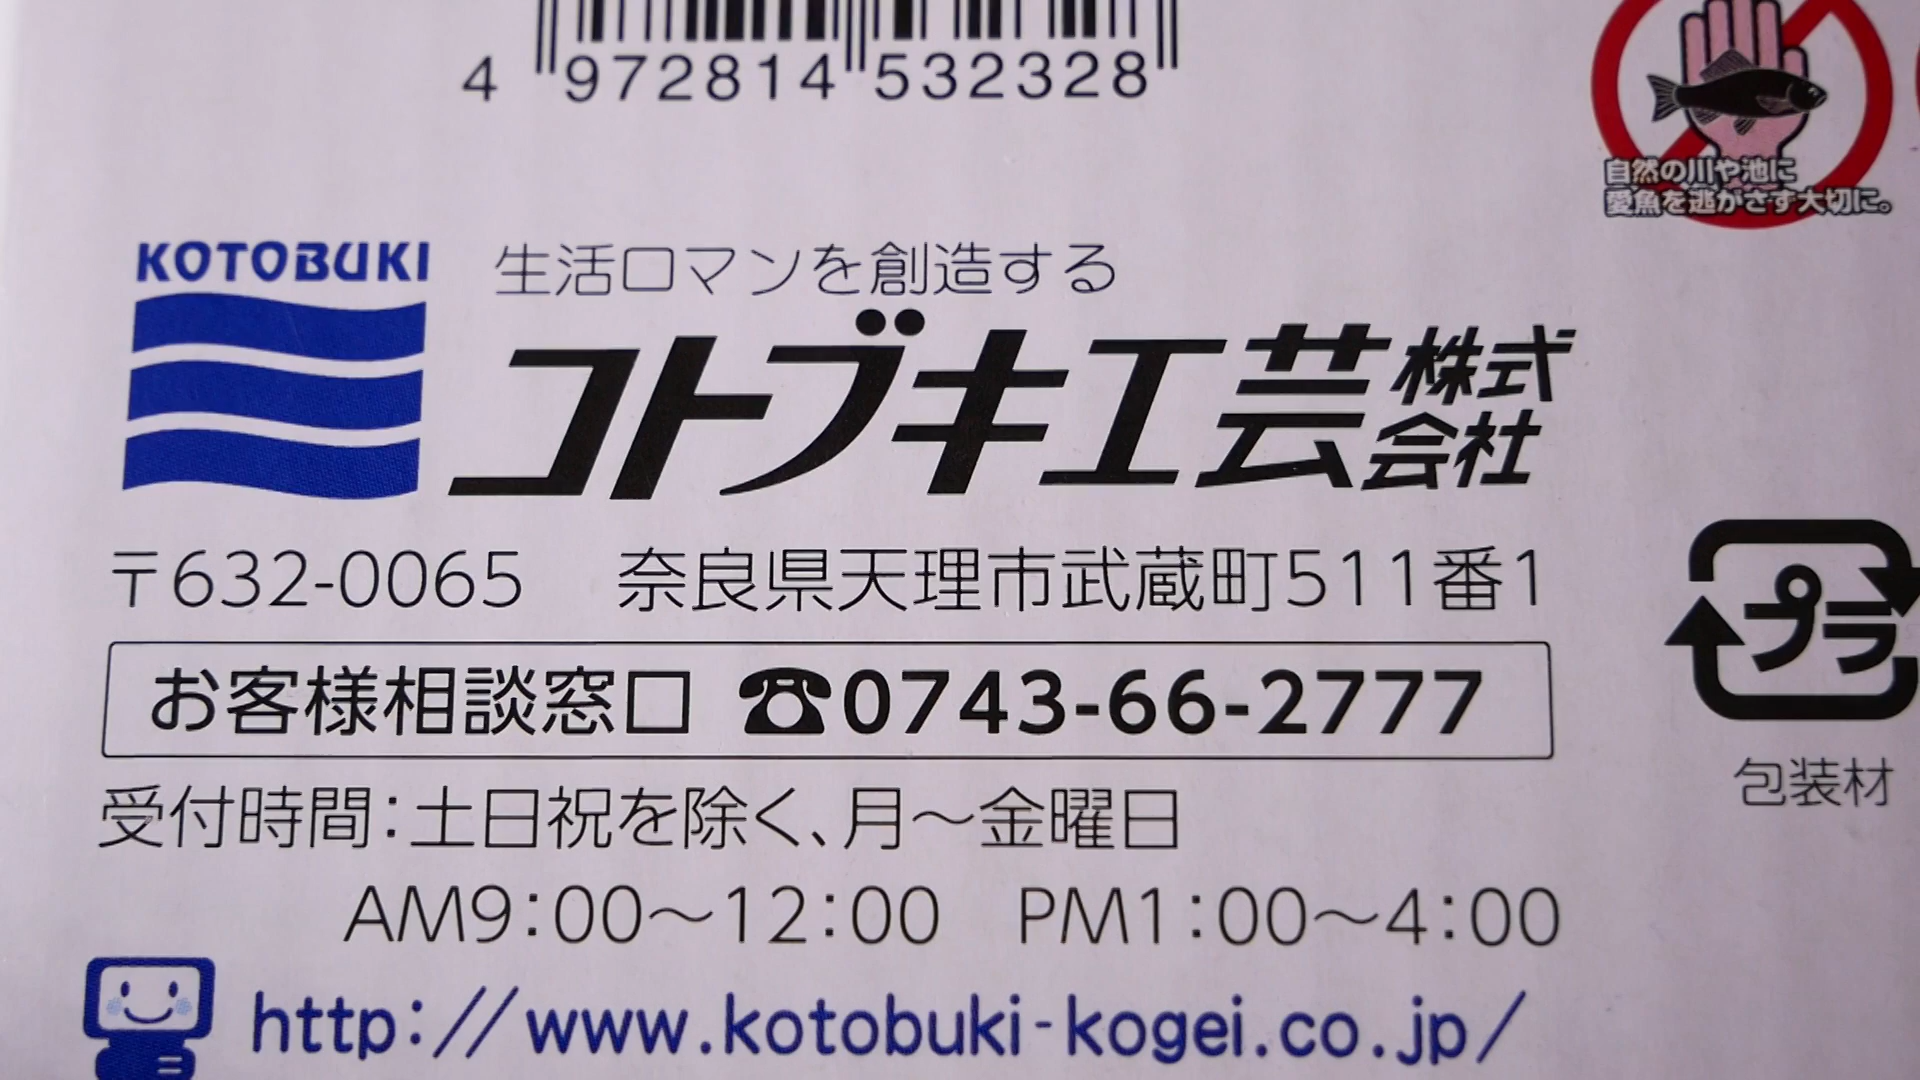 4 972814 532328
自然の川や池に
愛魚を逃がさず大切に。
KOTOBUKI
生活ロマンを創造する
コトブキ工芸株式会社
〒632-0065　奈良県天理市武蔵町511番1
お客様相談窓口 ☎0743-66-2777
プラ
包装材
受付時間：土日祝を除く、月～金曜日
AM9：00～12：00　PM1：00～4：00
http://www.kotobuki-kogei.co.jp/